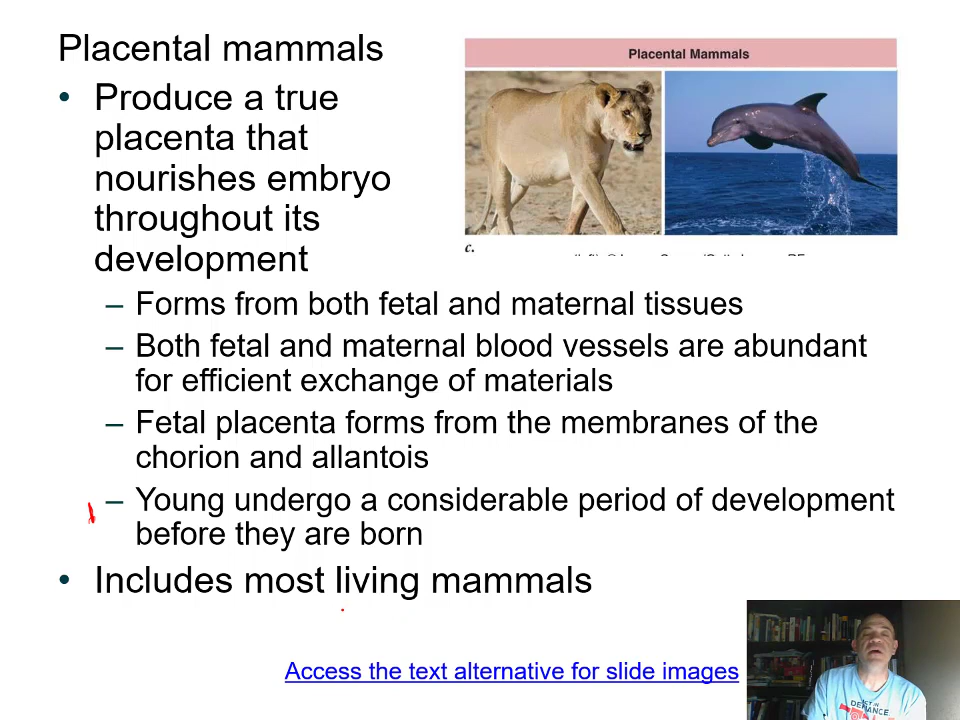 Placental mammals
• Produce a true
placenta that
nourishes embryo
throughout its
development
– Forms from both fetal and maternal tissues
– Both fetal and maternal blood vessels are abundant
for efficient exchange of materials
– Fetal placenta forms from the membranes of the
chorion and allantois
– Young undergo a considerable period of development
before they are born
• Includes most living mammals
Placental Mammals
c.
Access the text alternative for slide images
DEFIANCE